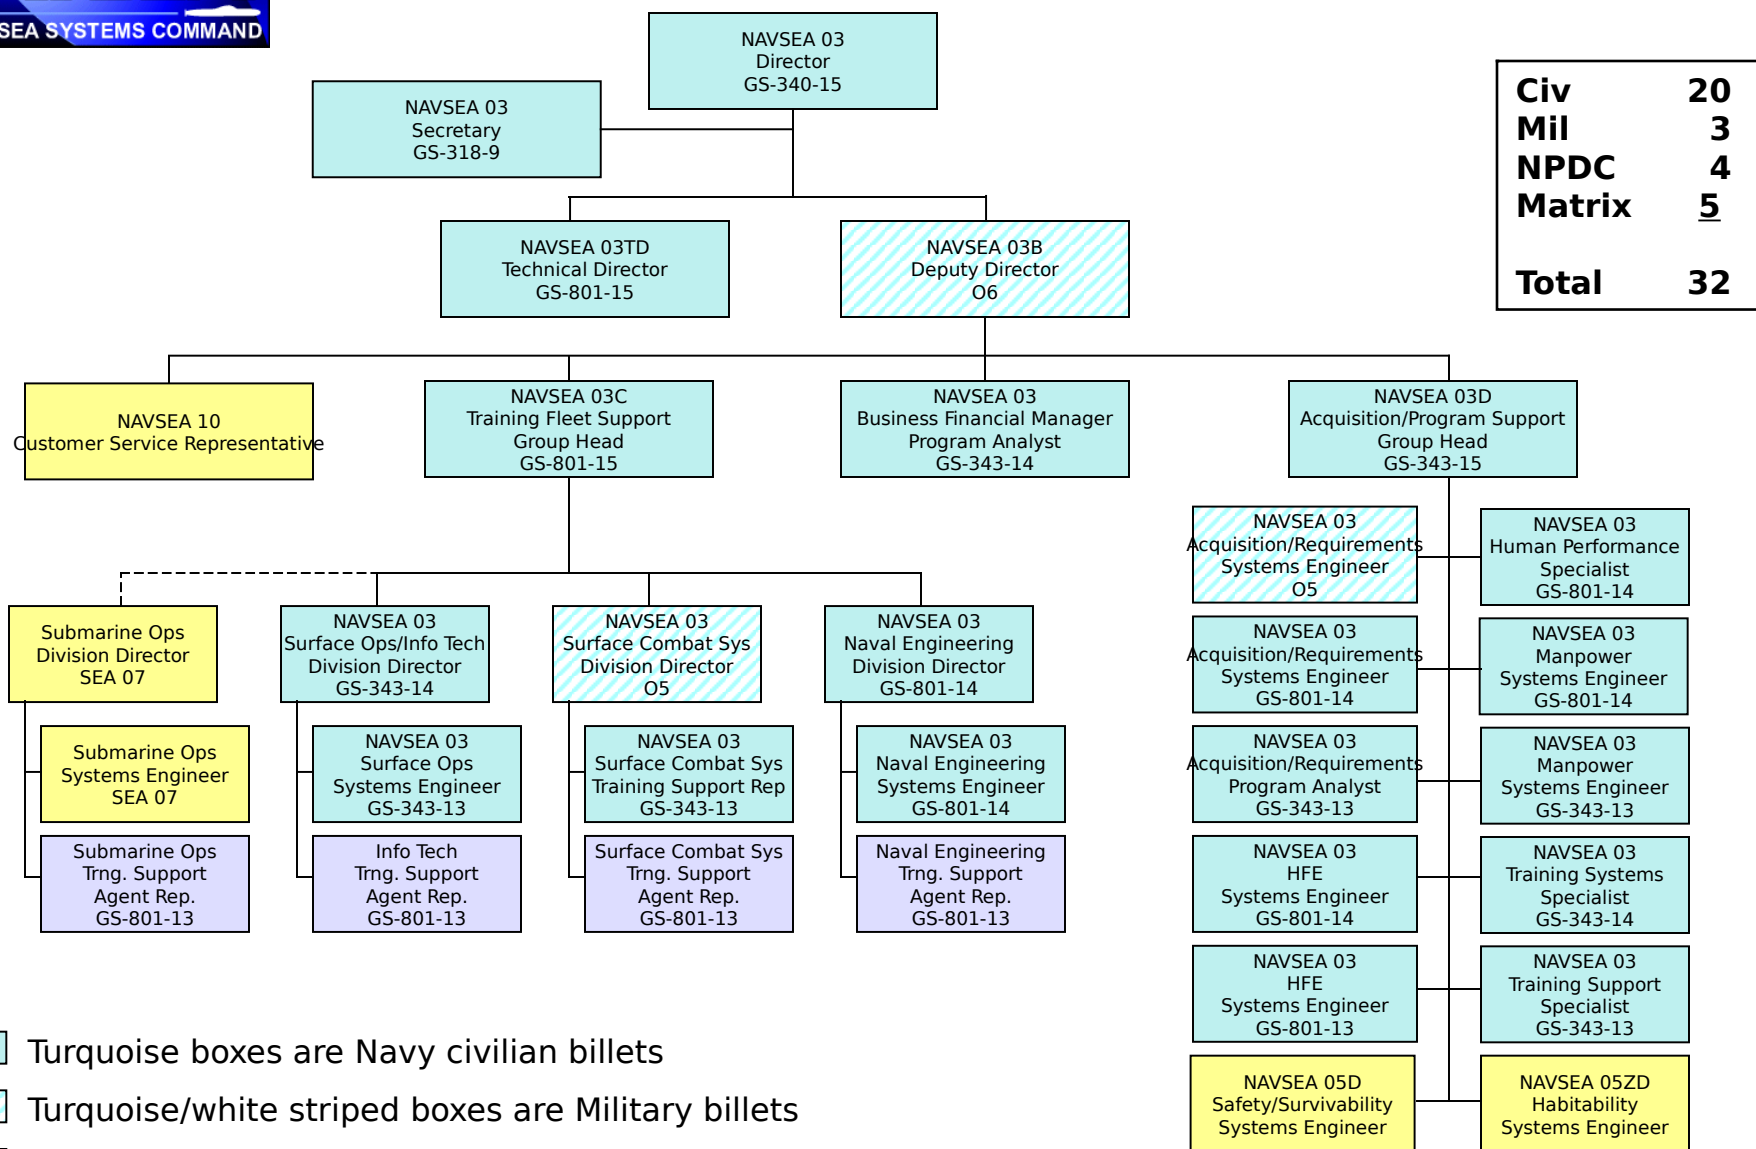 SEA SYSTEMS COMMAND
NAVSEA 03
Director
GS-340-15
NAVSEA 03
Secretary
GS-318-9
Civ 20
Mil 3
NPDC 4
Matrix 5
Total 32
NAVSEA 03TD
Technical Director
GS-801-15
NAVSEA 03B
Deputy Director
O6
NAVSEA 10
Customer Service Representative
NAVSEA 03C
Training Fleet Support
Group Head
GS-801-15
NAVSEA 03
Business Financial Manager
Program Analyst
GS-343-14
NAVSEA 03D
Acquisition/Program Support
Group Head
GS-343-15
Submarine Ops
Division Director
SEA 07
Submarine Ops
Systems Engineer
SEA 07
Submarine Ops
Trng. Support
Agent Rep.
GS-801-13
NAVSEA 03
Surface Ops/Info Tech
Division Director
GS-343-14
NAVSEA 03
Surface Ops
Systems Engineer
GS-343-13
Info Tech
Trng. Support
Agent Rep.
GS-801-13
NAVSEA 03
Surface Combat Sys
Division Director
O5
NAVSEA 03
Surface Combat Sys
Training Support Rep
GS-343-13
Surface Combat Sys
Trng. Support
Agent Rep.
GS-801-13
NAVSEA 03
Naval Engineering
Division Director
GS-801-14
NAVSEA 03
Naval Engineering
Systems Engineer
GS-801-14
Naval Engineering
Trng. Support
Agent Rep.
GS-801-13
NAVSEA 03
Acquisition/Requirements
Systems Engineer
O5
NAVSEA 03
Acquisition/Requirements
Systems Engineer
GS-801-14
NAVSEA 03
Acquisition/Requirements
Program Analyst
GS-343-13
NAVSEA 03
HFE
Systems Engineer
GS-801-14
NAVSEA 03
HFE
Systems Engineer
GS-801-13
NAVSEA 05D
Safety/Survivability
Systems Engineer
NAVSEA 03
Human Performance
Specialist
GS-801-14
NAVSEA 03
Manpower
Systems Engineer
GS-801-14
NAVSEA 03
Manpower
Systems Engineer
GS-343-13
NAVSEA 03
Training Systems
Specialist
GS-343-14
NAVSEA 03
Training Support
Specialist
GS-343-13
NAVSEA 05ZD
Habitability
Systems Engineer
Turquoise boxes are Navy civilian billets
Turquoise/white striped boxes are Military billets